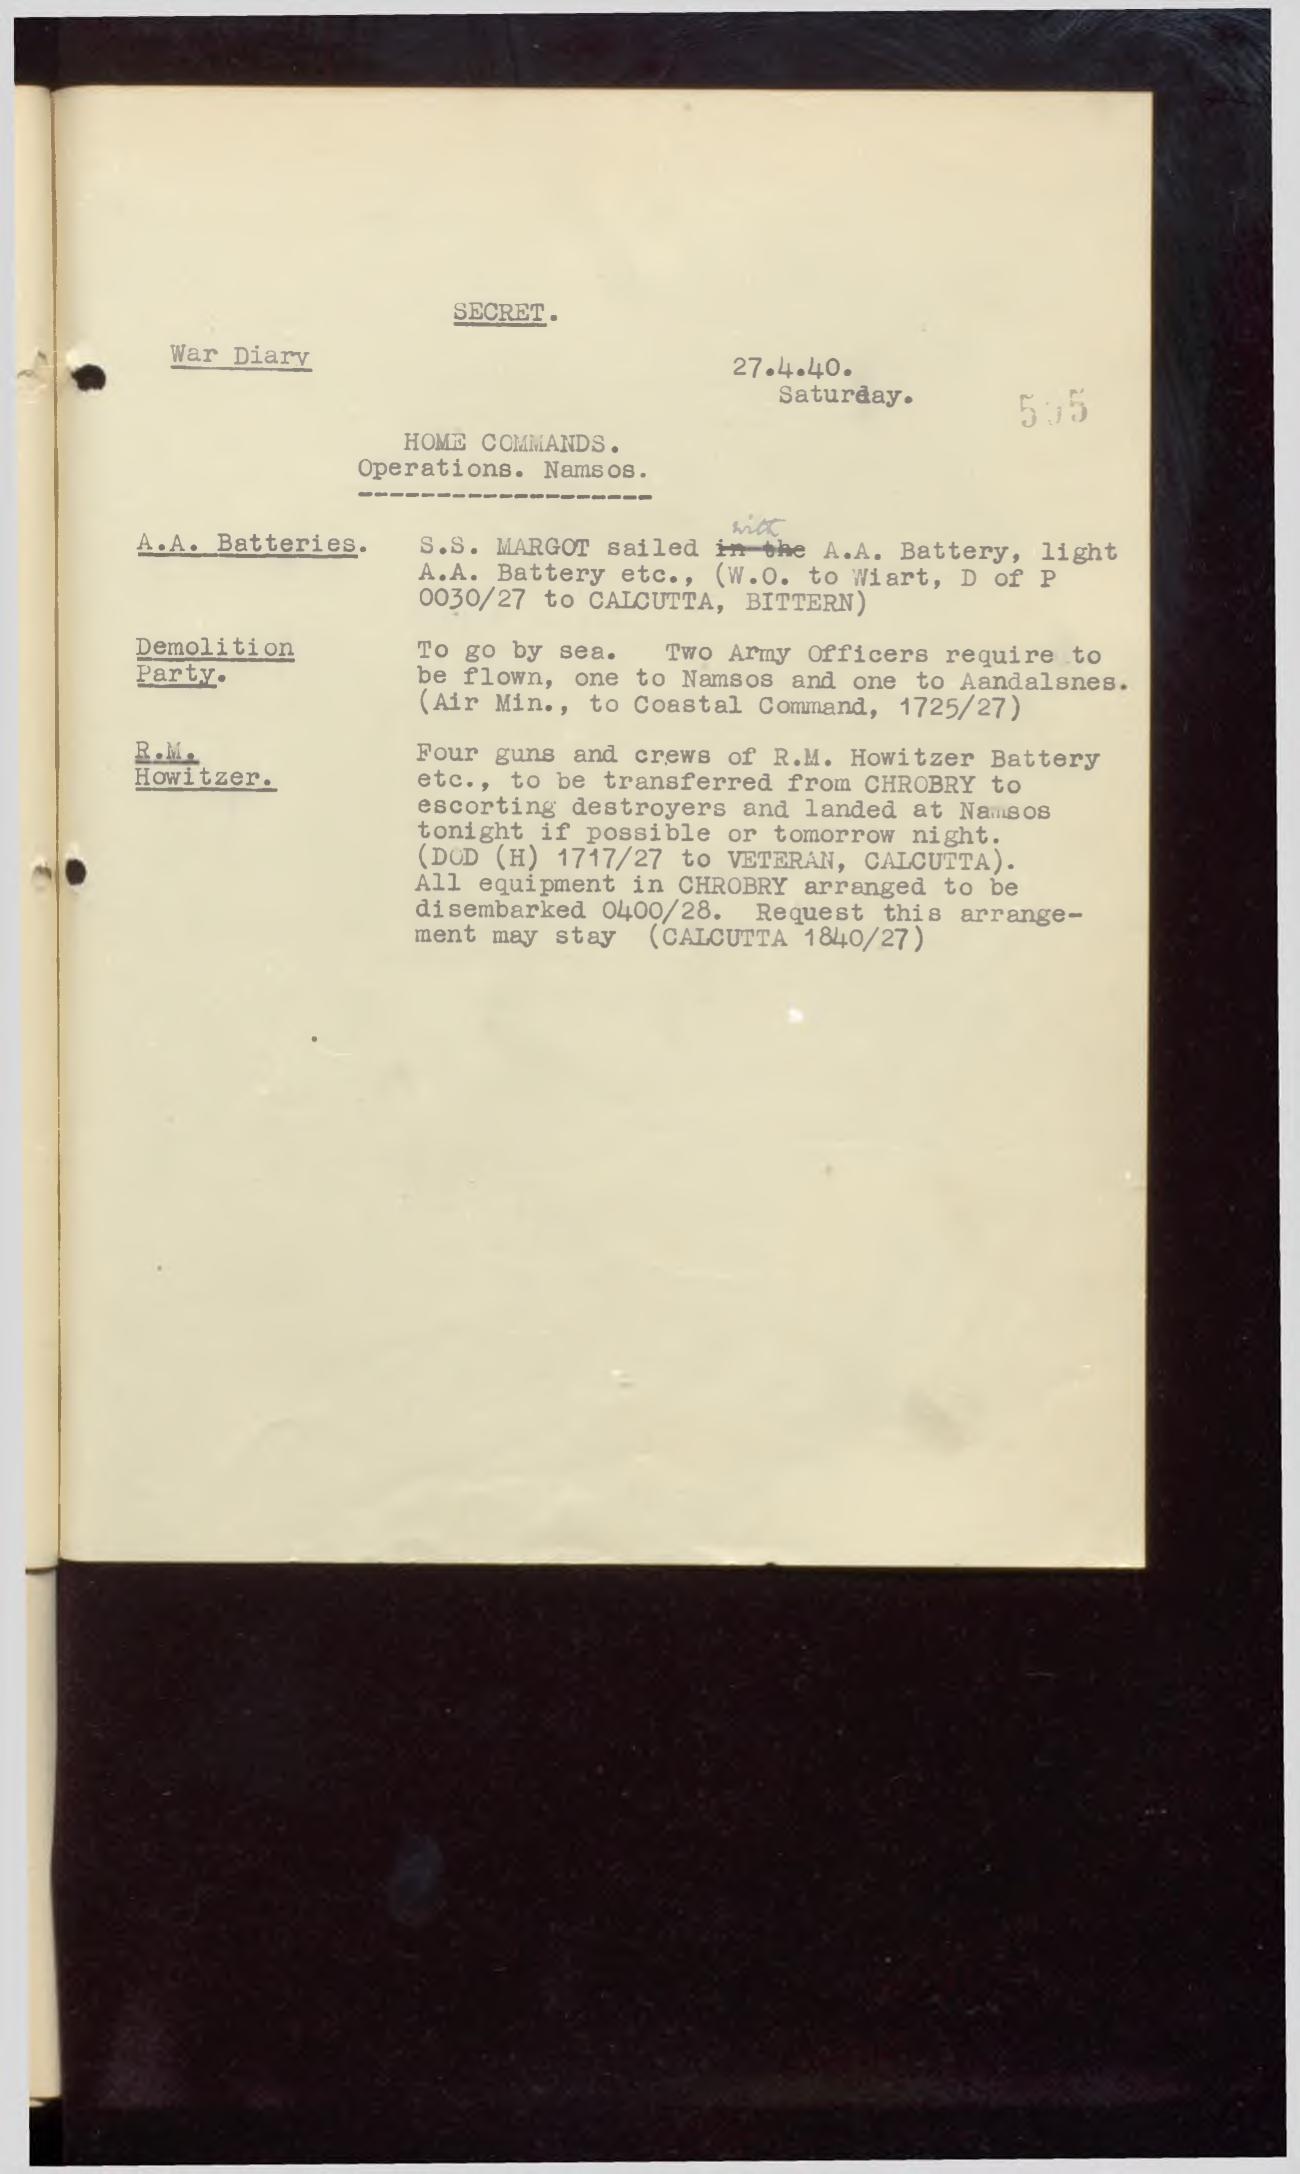 SECRET.
War Diary
27.4.40.
Saturday.
HOME COMMANDS.
Operations. Namsos.
A.A. Batteries.
with
S.S. MARGOT sailed in the A.A. Battery, light
A.A. Battery etc., (W.O. to Wiart, D of P
0030/27 to CALCUTTA, BITTERN)
Demolition
Party.
To go by sea. Two Army Officers require to
be flown, one to Namsos and one to Aandalsnes.
(Air Min., to Coastal Command, 1725/27)
R.M.
Howitzer.
Four guns and crews of R.M. Howitzer Battery
etc., to be transferred from CHROBRY to
escorting destroyers and landed at Namsos
tonight if possible or tomorrow night.
(DOD (H) 1717/27 to VETERAN, CALCUTTA).
All equipment in CHROBRY arranged to be
disembarked 0400/28. Request this arrange-
ment may stay (CALCUTTA 1840/27)